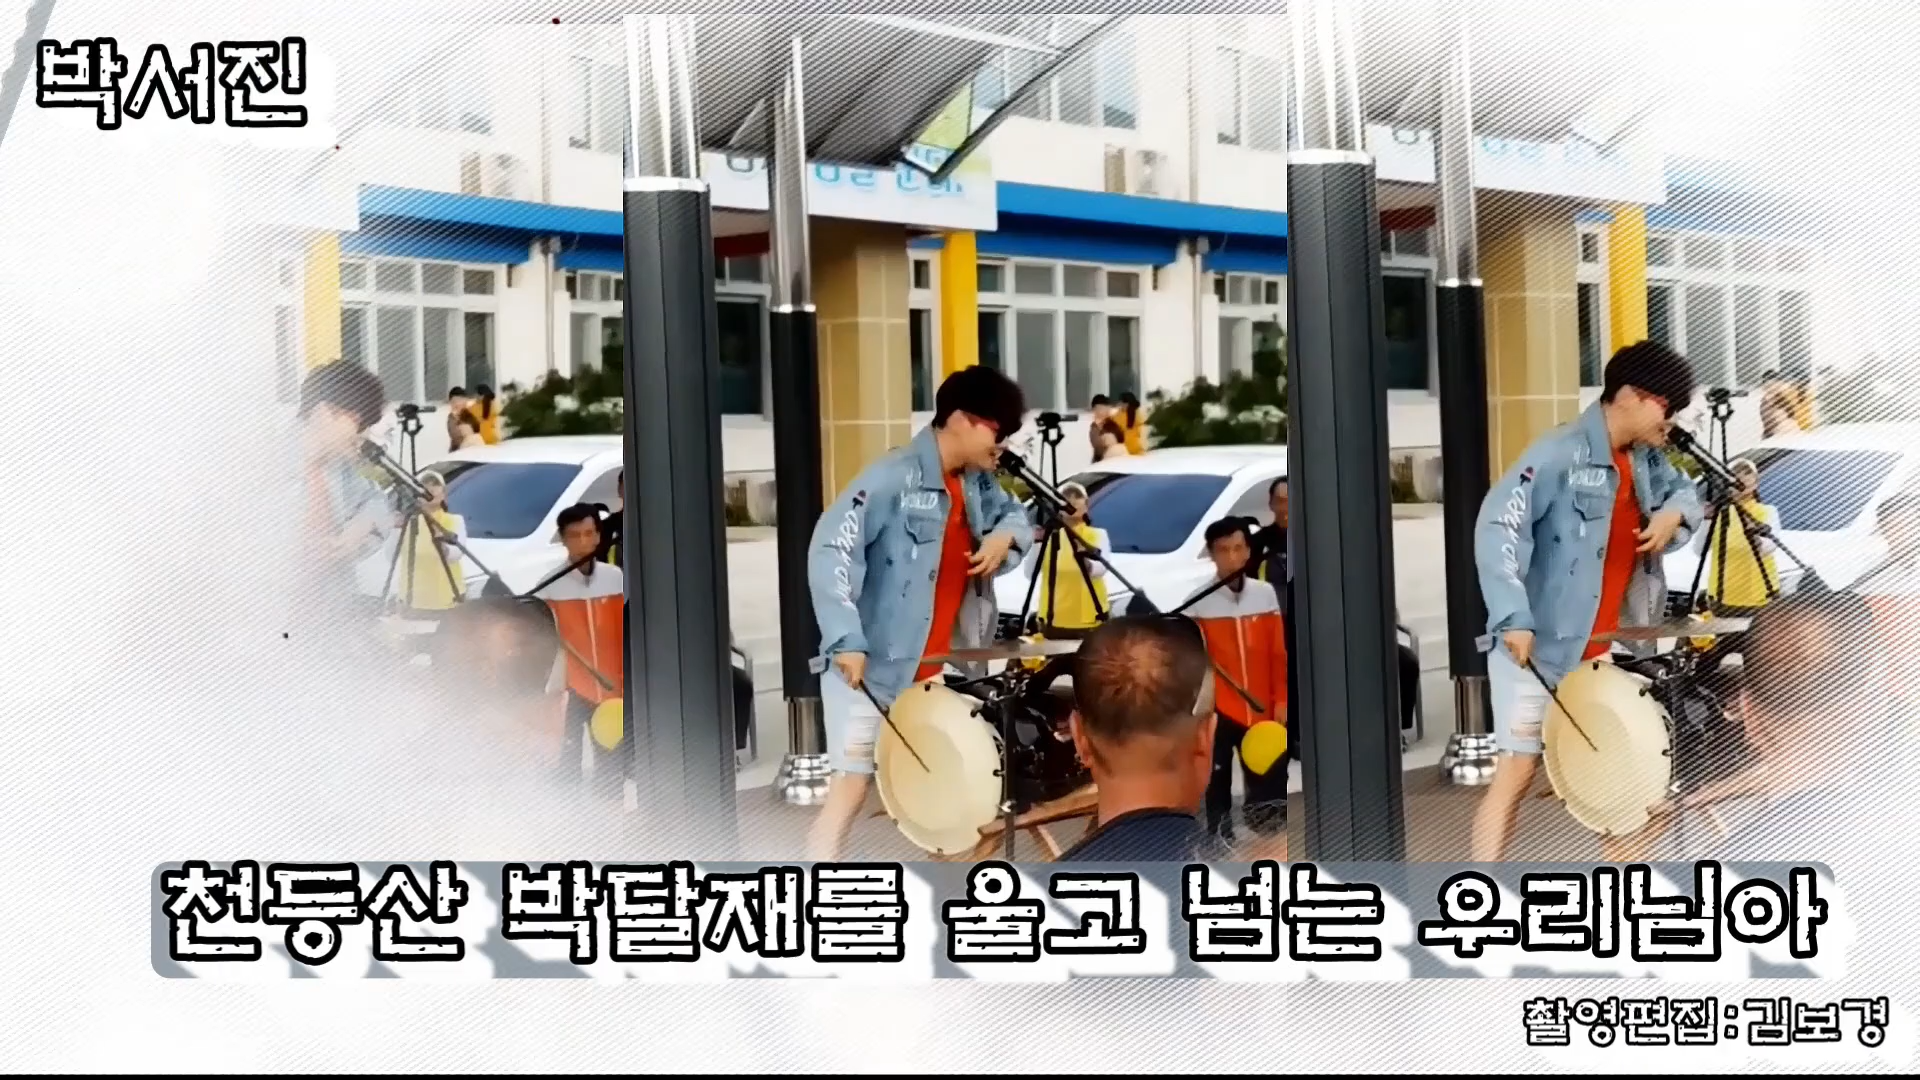 박서진
천등산 박달재를 울고 넘는 우리님아
촬영편집:김보경